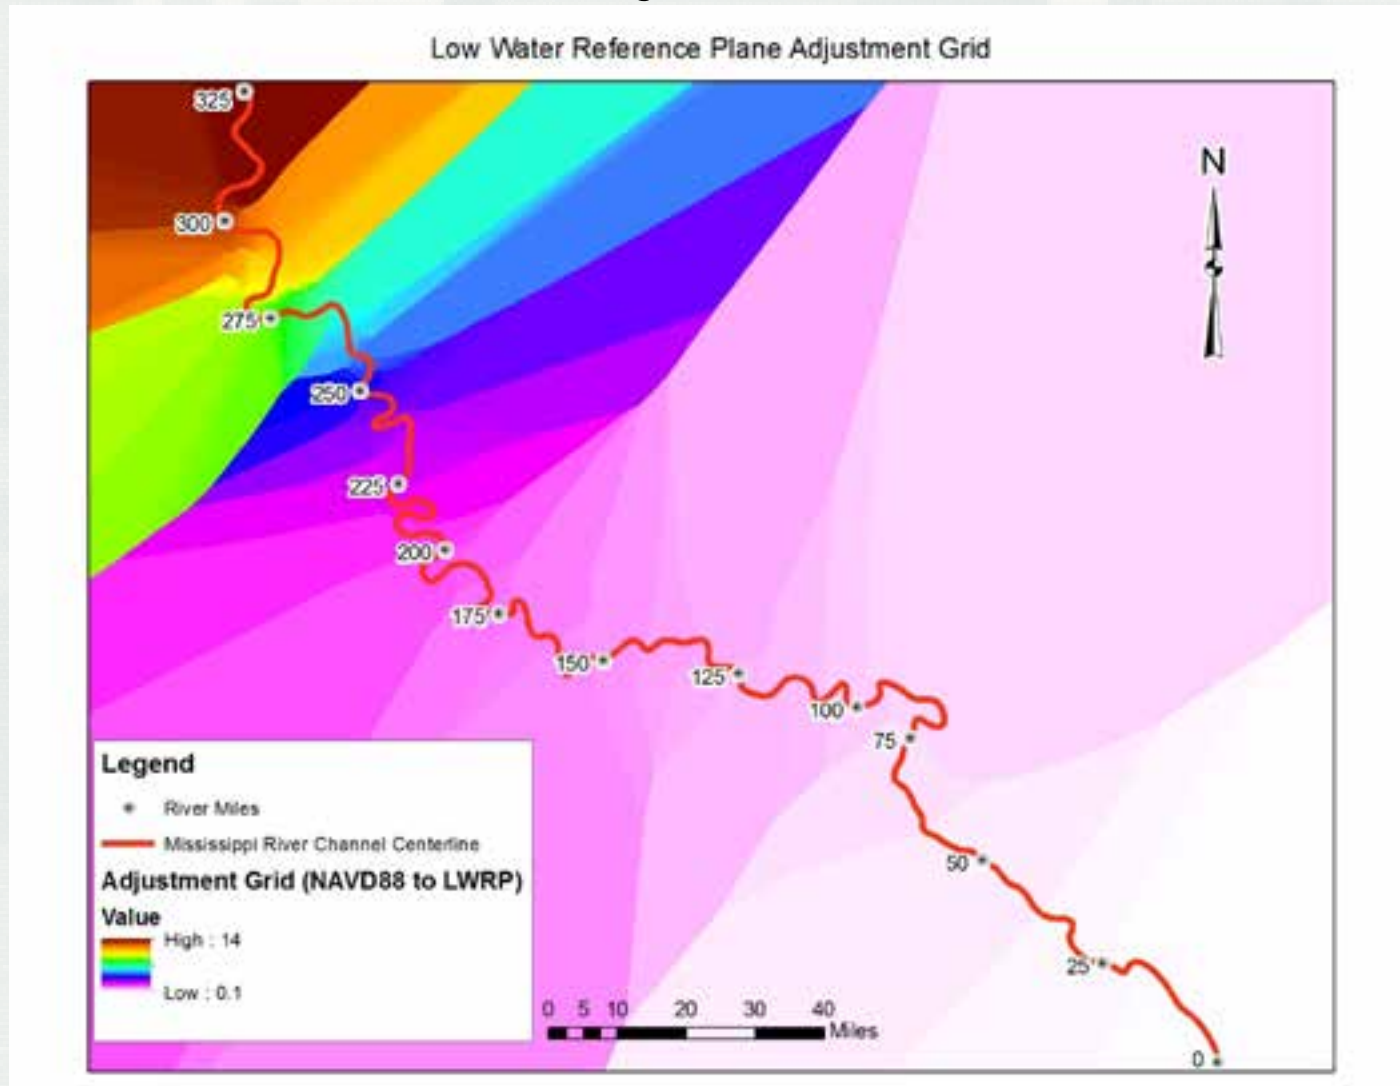 Low Water Reference Plane Adjustment Grid
325
N
300
275
250
225
200
175
150
125
100
75
50
25
0
Legend
River Miles
Mississippi River Channel Centerline
Adjustment Grid (NAVD88 to LWRP)
Value
High : 14
Low : 0.1
0 5 10 20 30 40
Miles